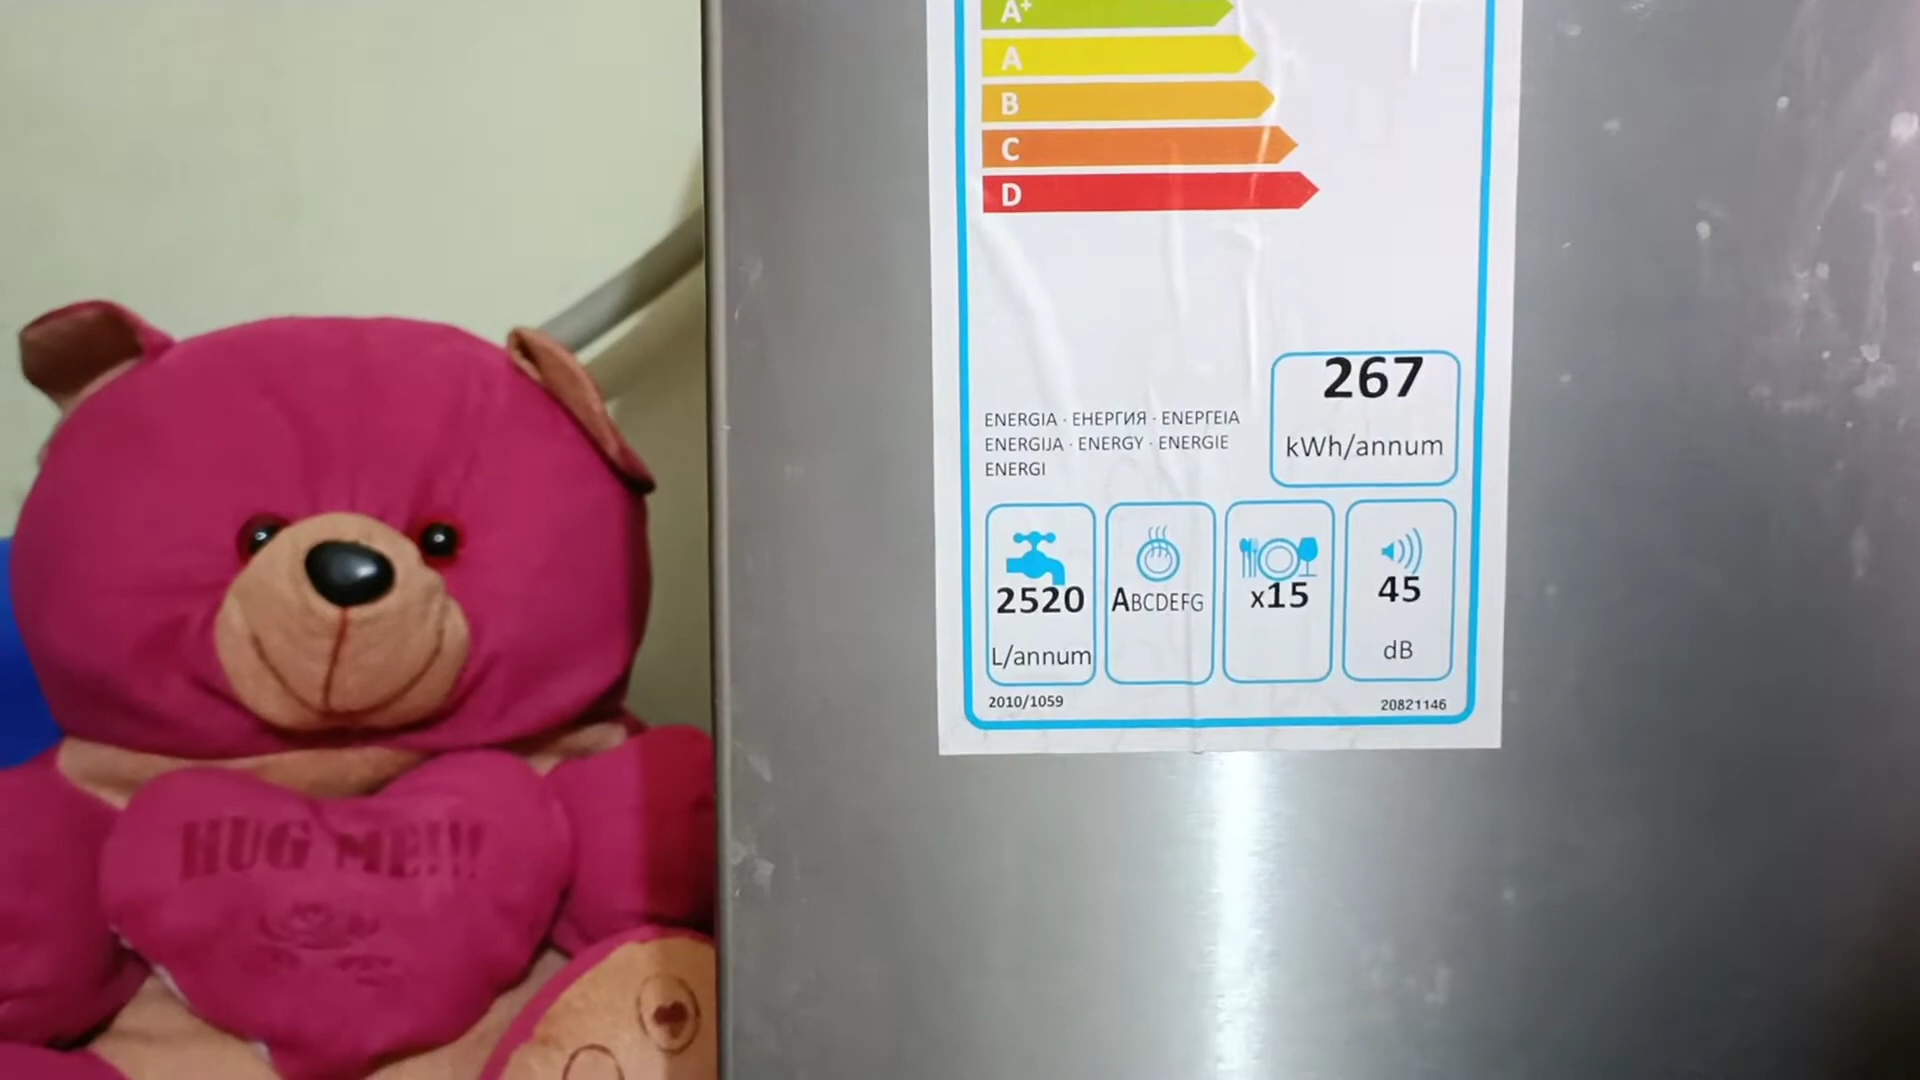 A+
A
B
C
D
267
kWh/annum
ENERGIA · ЕНЕРГИЯ · ΕΝΕΡΓΕΙΑ
ENERGIJA · ENERGY · ENERGIE
ENERGI
2520
L/annum
ABCDEFG
x15
45
dB
2010/1059
20821146
HUG ME!!!